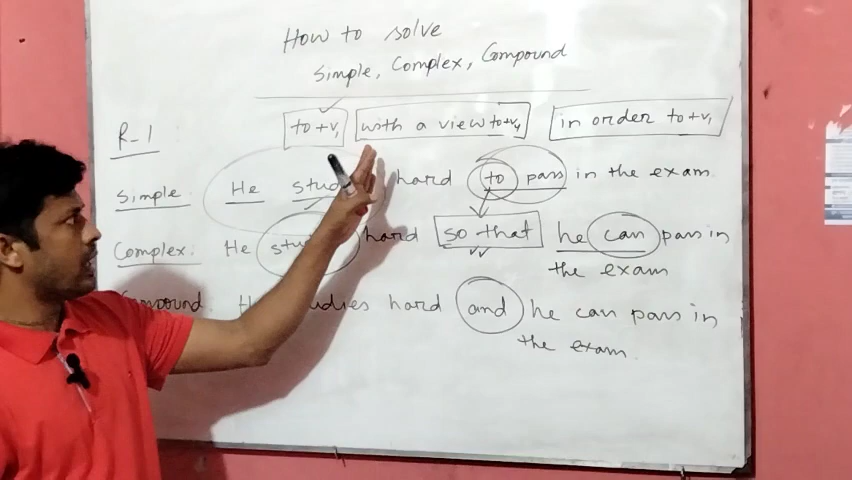 How to solve
Simple, Complex, Compound
R-1 to+v1 with a view to+v4 in order to+v1
Simple He hard to pass in the exam
Complex: He hard so that he can pass in
the exam
hard and he can pass in
the exam.